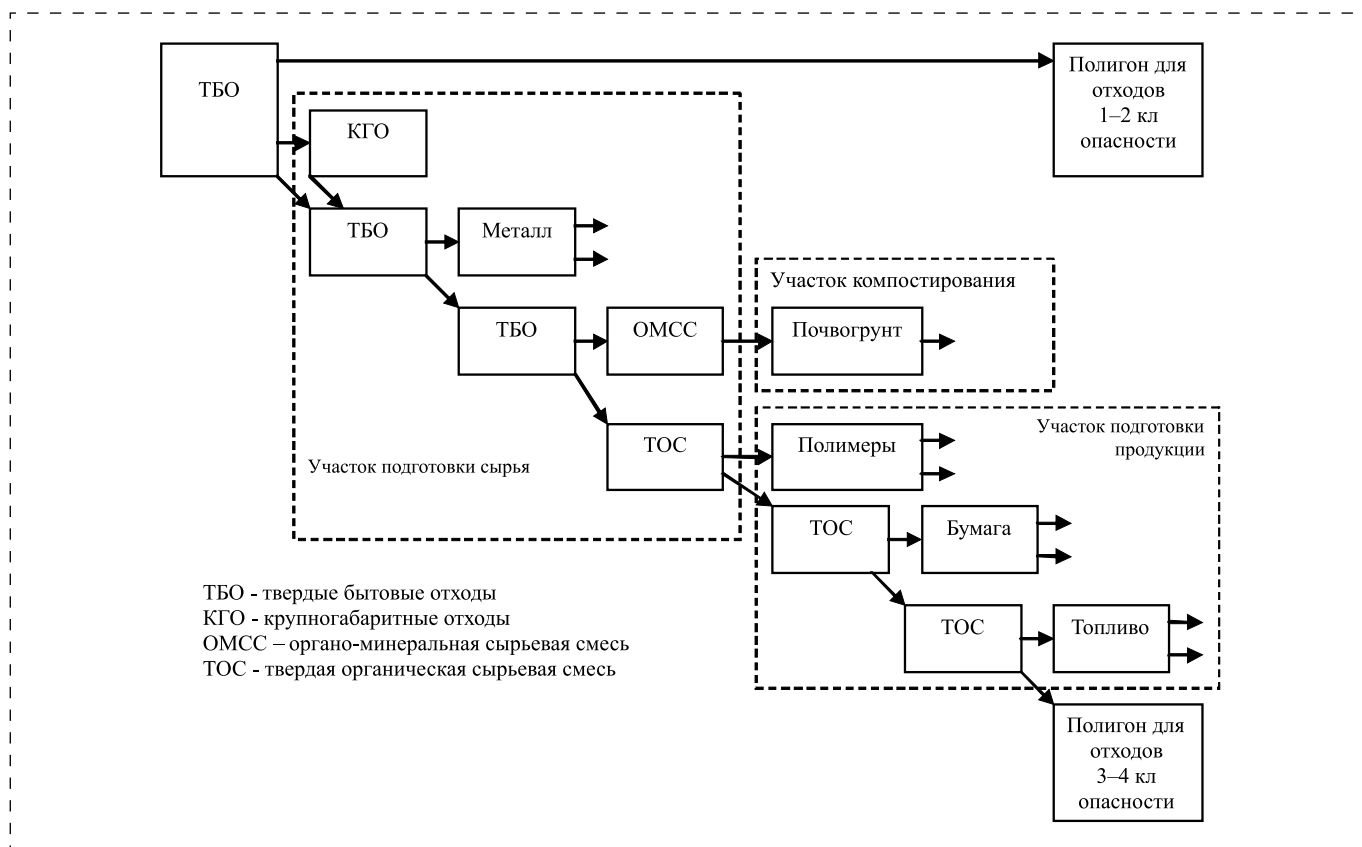 ТБО
Полигон для
отходов
1–2 кл
опасности
КГО
ТБО
Металл
Участок компостирования
ТБО
ОМСС
Почвогрунт
Участок подготовки
продукции
ТОС
Полимеры
Участок подготовки сырья
ТОС
Бумага
ТБО - твердые бытовые отходы
КГО - крупногабаритные отходы
ОМСС – органо-минеральная сырьевая смесь
ТОС - твердая органическая сырьевая смесь
ТОС
Топливо
Полигон для
отходов
3–4 кл
опасности